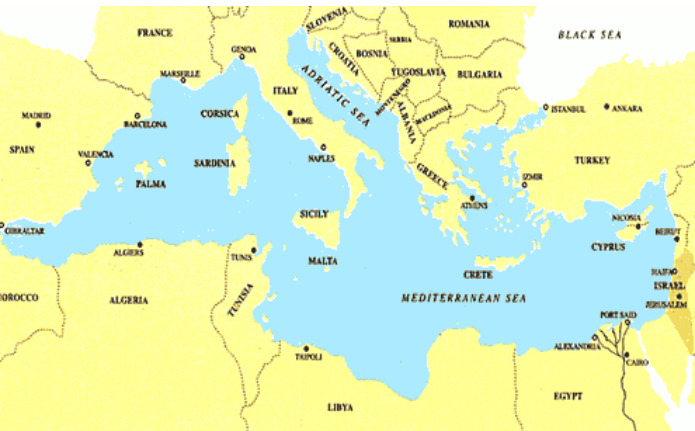 SLOVENIA
ROMANIA
FRANCE
BLACK SEA
CROATIA
BOSNIA
SERBIA
GENOA
ADRIATIC SEA
MARSEILLE
YUGOSLAVIA
BULGARIA
ITALY
MONTENEGRO
ALBANIA
MACEDONIA
ISTANBUL
ANKARA
MADRID
BARCELONA
CORSICA
ROME
SPAIN
VALENCIA
SARDINIA
NAPLES
GREECE
TURKEY
PALMA
IZMIR
ATHENS
SICILY
NICOSIA
GIBRALTAR
BEIRUT
ALGIERS
TUNIS
MALTA
CYPRUS
CRETE
HAIFA
ISRAEL
OROCCO
ALGERIA
TUNISIA
MEDITERRANEAN SEA
JERUSALEM
PORT SAID
ALEXANDRIA
TRIPOLI
CAIRO
LIBYA
EGYPT